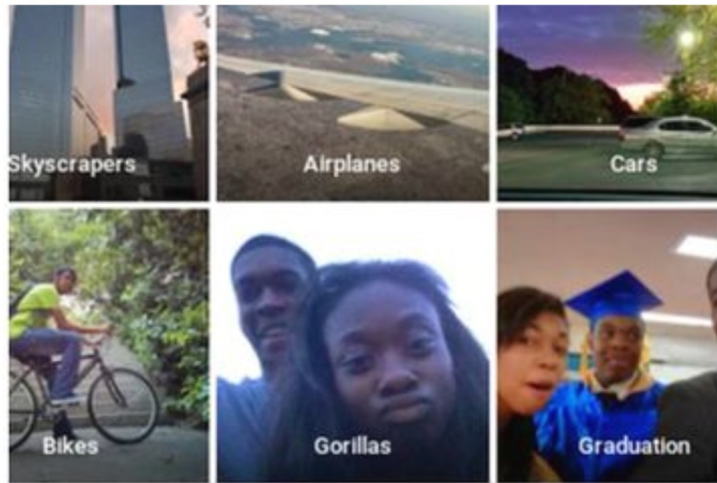 Skyscrapers
Airplanes
Cars
Bikes
Gorillas
Graduation